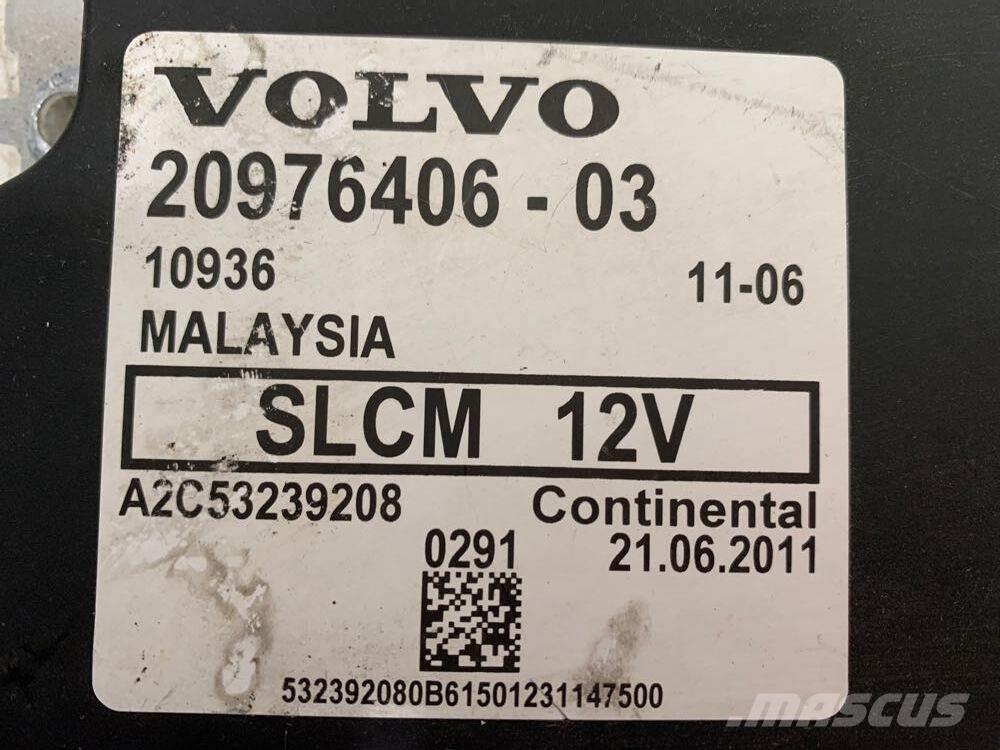 VOLVO
20976406 - 03
10936 11-06
MALAYSIA
SLCM 12V
A2C53239208 Continental
0291 21.06.2011
532392080B61501231147500
MASCUS